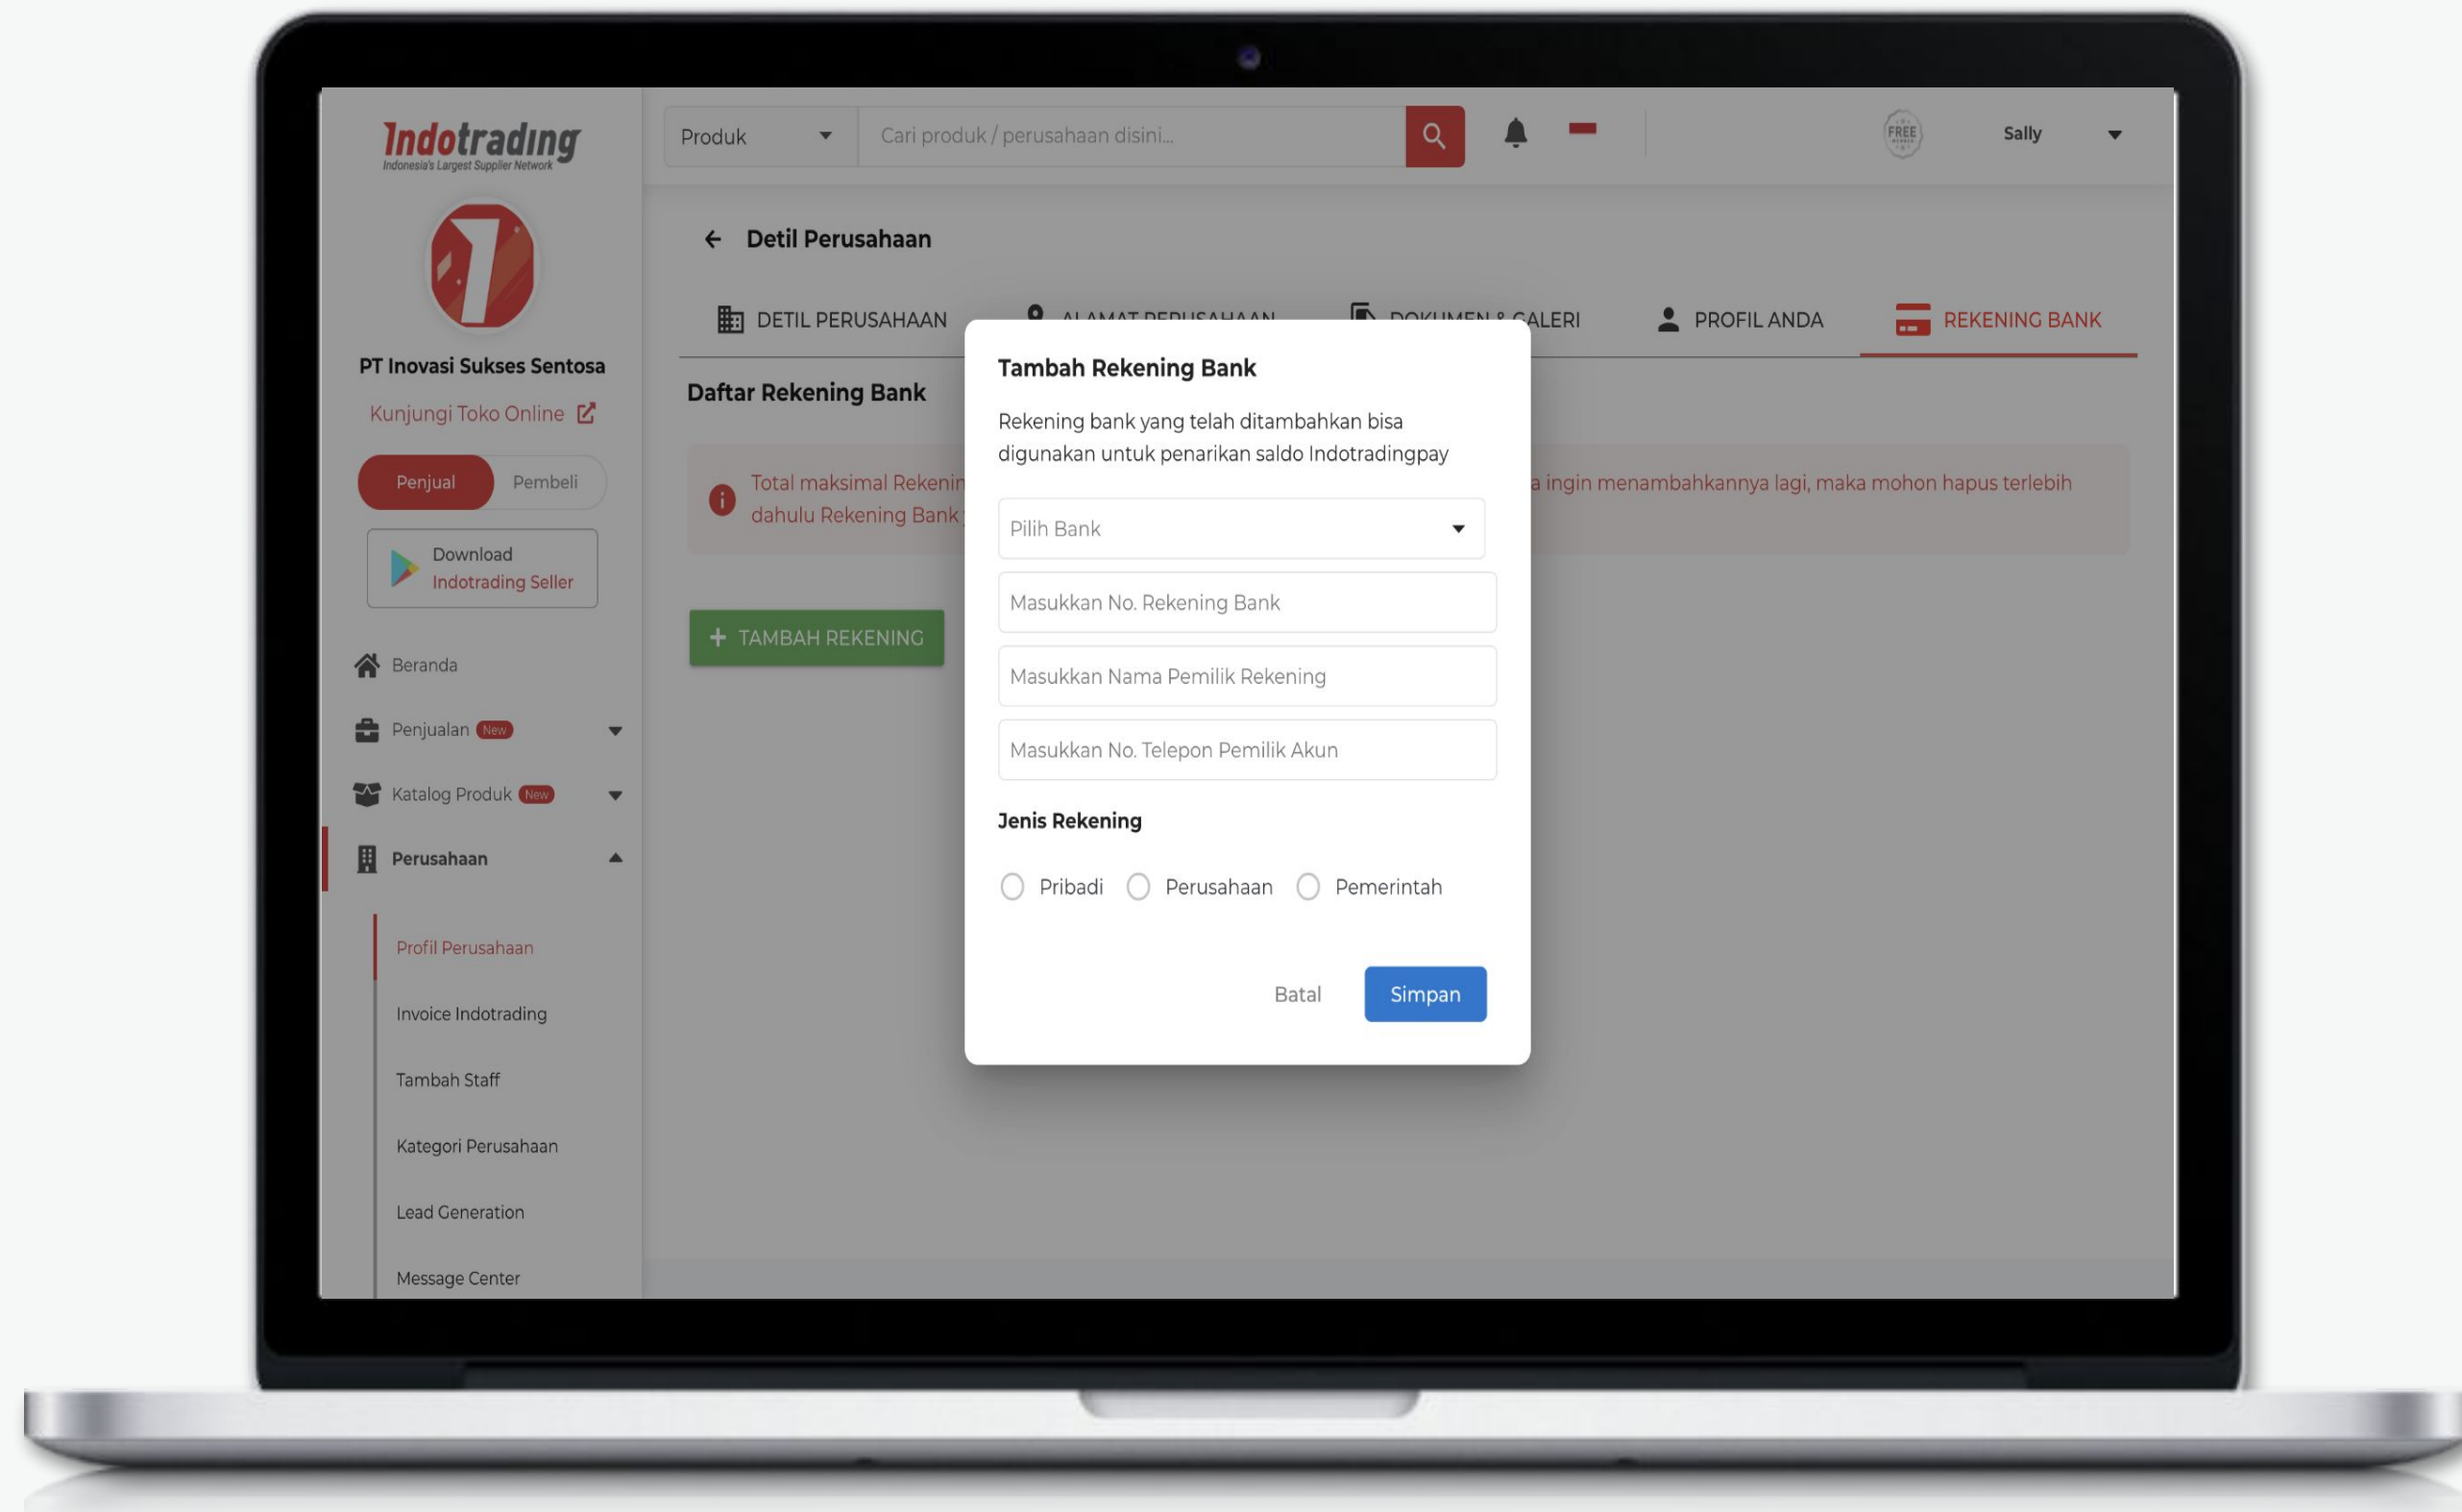 Indotrading
Indonesia's Largest Supplier Network
Produk
Cari produk / perusahaan disini...
FREE
Sally
PT Inovasi Sukses Sentosa
Kunjungi Toko Online
Penjual
Pembeli
Download
Indotrading Seller
Beranda
Penjualan New
Katalog Produk New
Perusahaan
Profil Perusahaan
Invoice Indotrading
Tambah Staff
Kategori Perusahaan
Lead Generation
Message Center
Detil Perusahaan
DETIL PERUSAHAAN
ALAMAT PERUSAHAAN
DOKUMEN & GALERI
PROFIL ANDA
REKENING BANK
Daftar Rekening Bank
Total maksimal Rekenin
a ingin menambahkannya lagi, maka mohon hapus terlebih
dahulu Rekening Bank
+ TAMBAH REKENING
Tambah Rekening Bank
Rekening bank yang telah ditambahkan bisa
digunakan untuk penarikan saldo Indotradingpay
Pilih Bank
Masukkan No. Rekening Bank
Masukkan Nama Pemilik Rekening
Masukkan No. Telepon Pemilik Akun
Jenis Rekening
Pribadi
Perusahaan
Pemerintah
Batal
Simpan